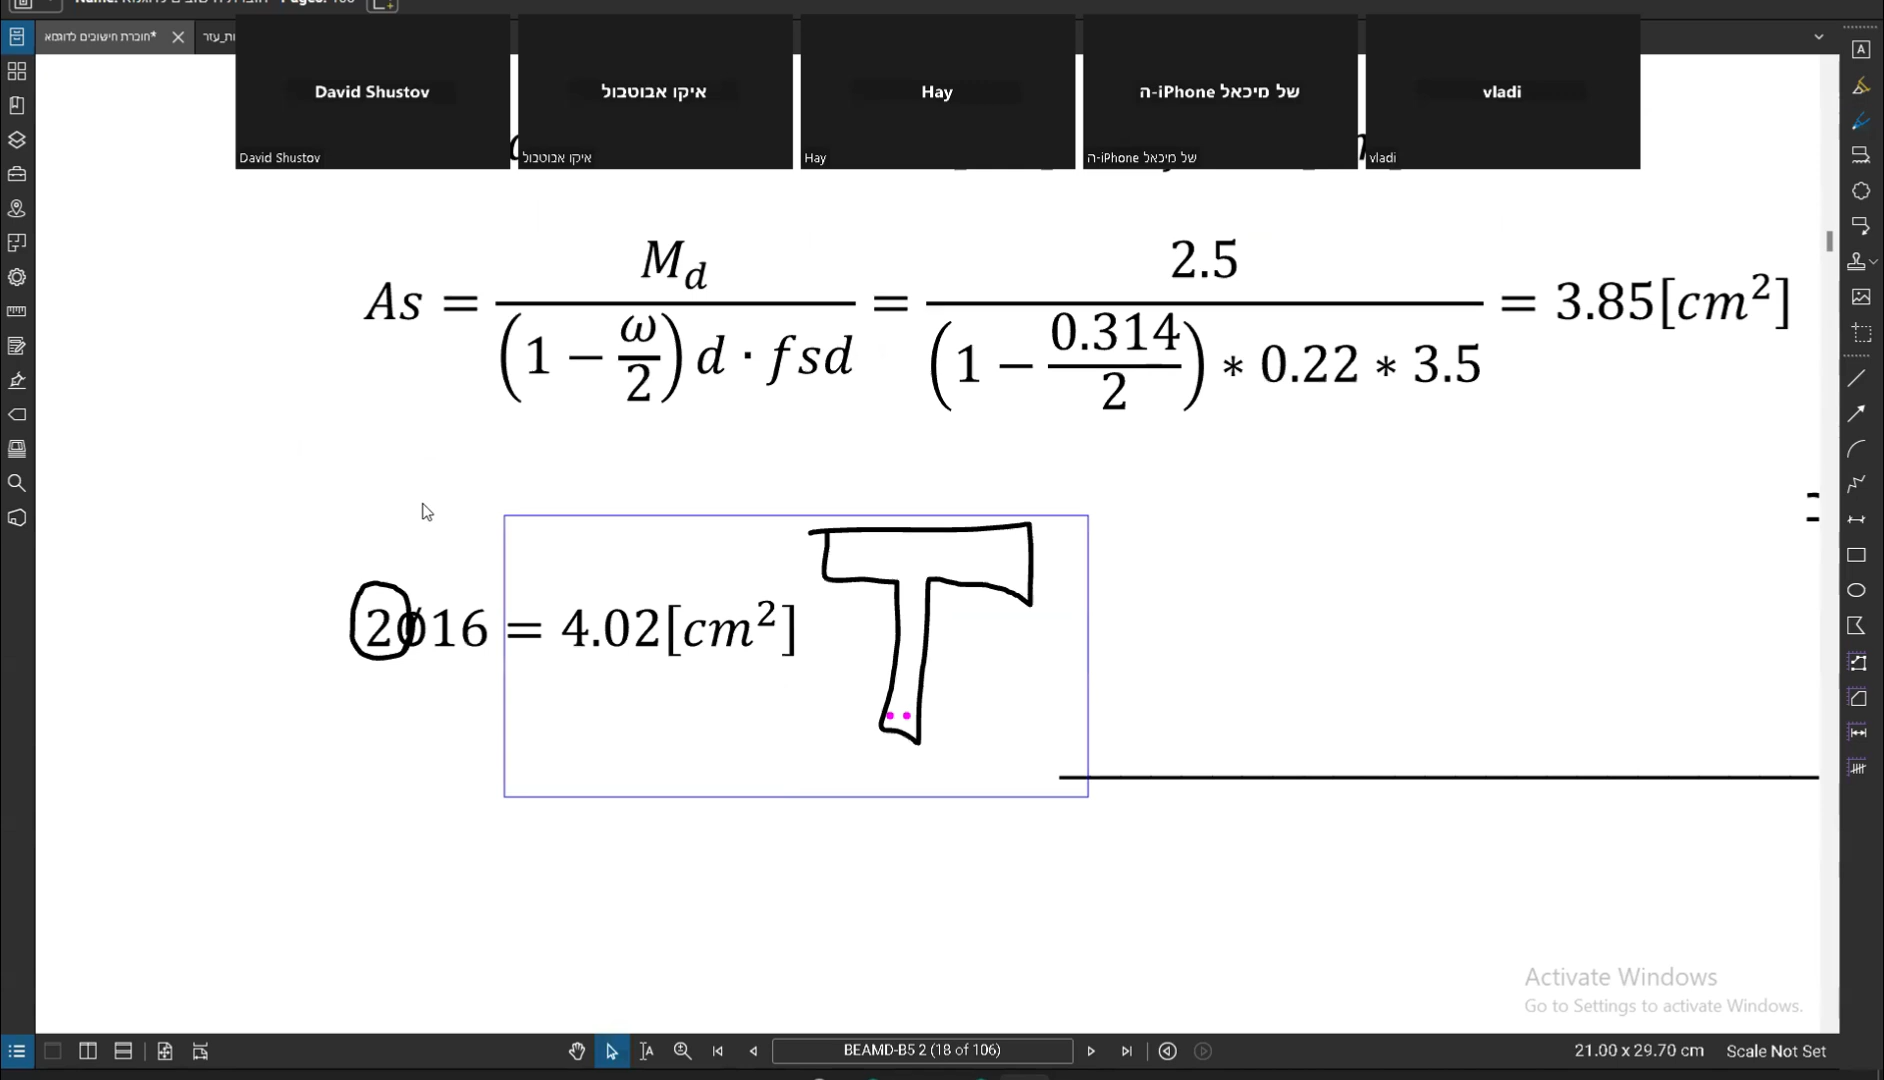 חוברת חישובים לדוגמא*
David Shustov
איקו אבוטבול
Hay
ה-iPhone של מיכאל
vladi
David Shustov
איקו אבוטבול
Hay
ה-iPhone של מיכאל
vladi
As = M_d / ((1 − ω/2) d · fsd) = 2.5 / ((1 − 0.314/2) * 0.22 * 3.5) = 3.85[cm²]
2∅16 = 4.02[cm²]
Activate Windows
Go to Settings to activate Windows.
BEAMD-B5 2 (18 of 106)
21.00 x 29.70 cm
Scale Not Set